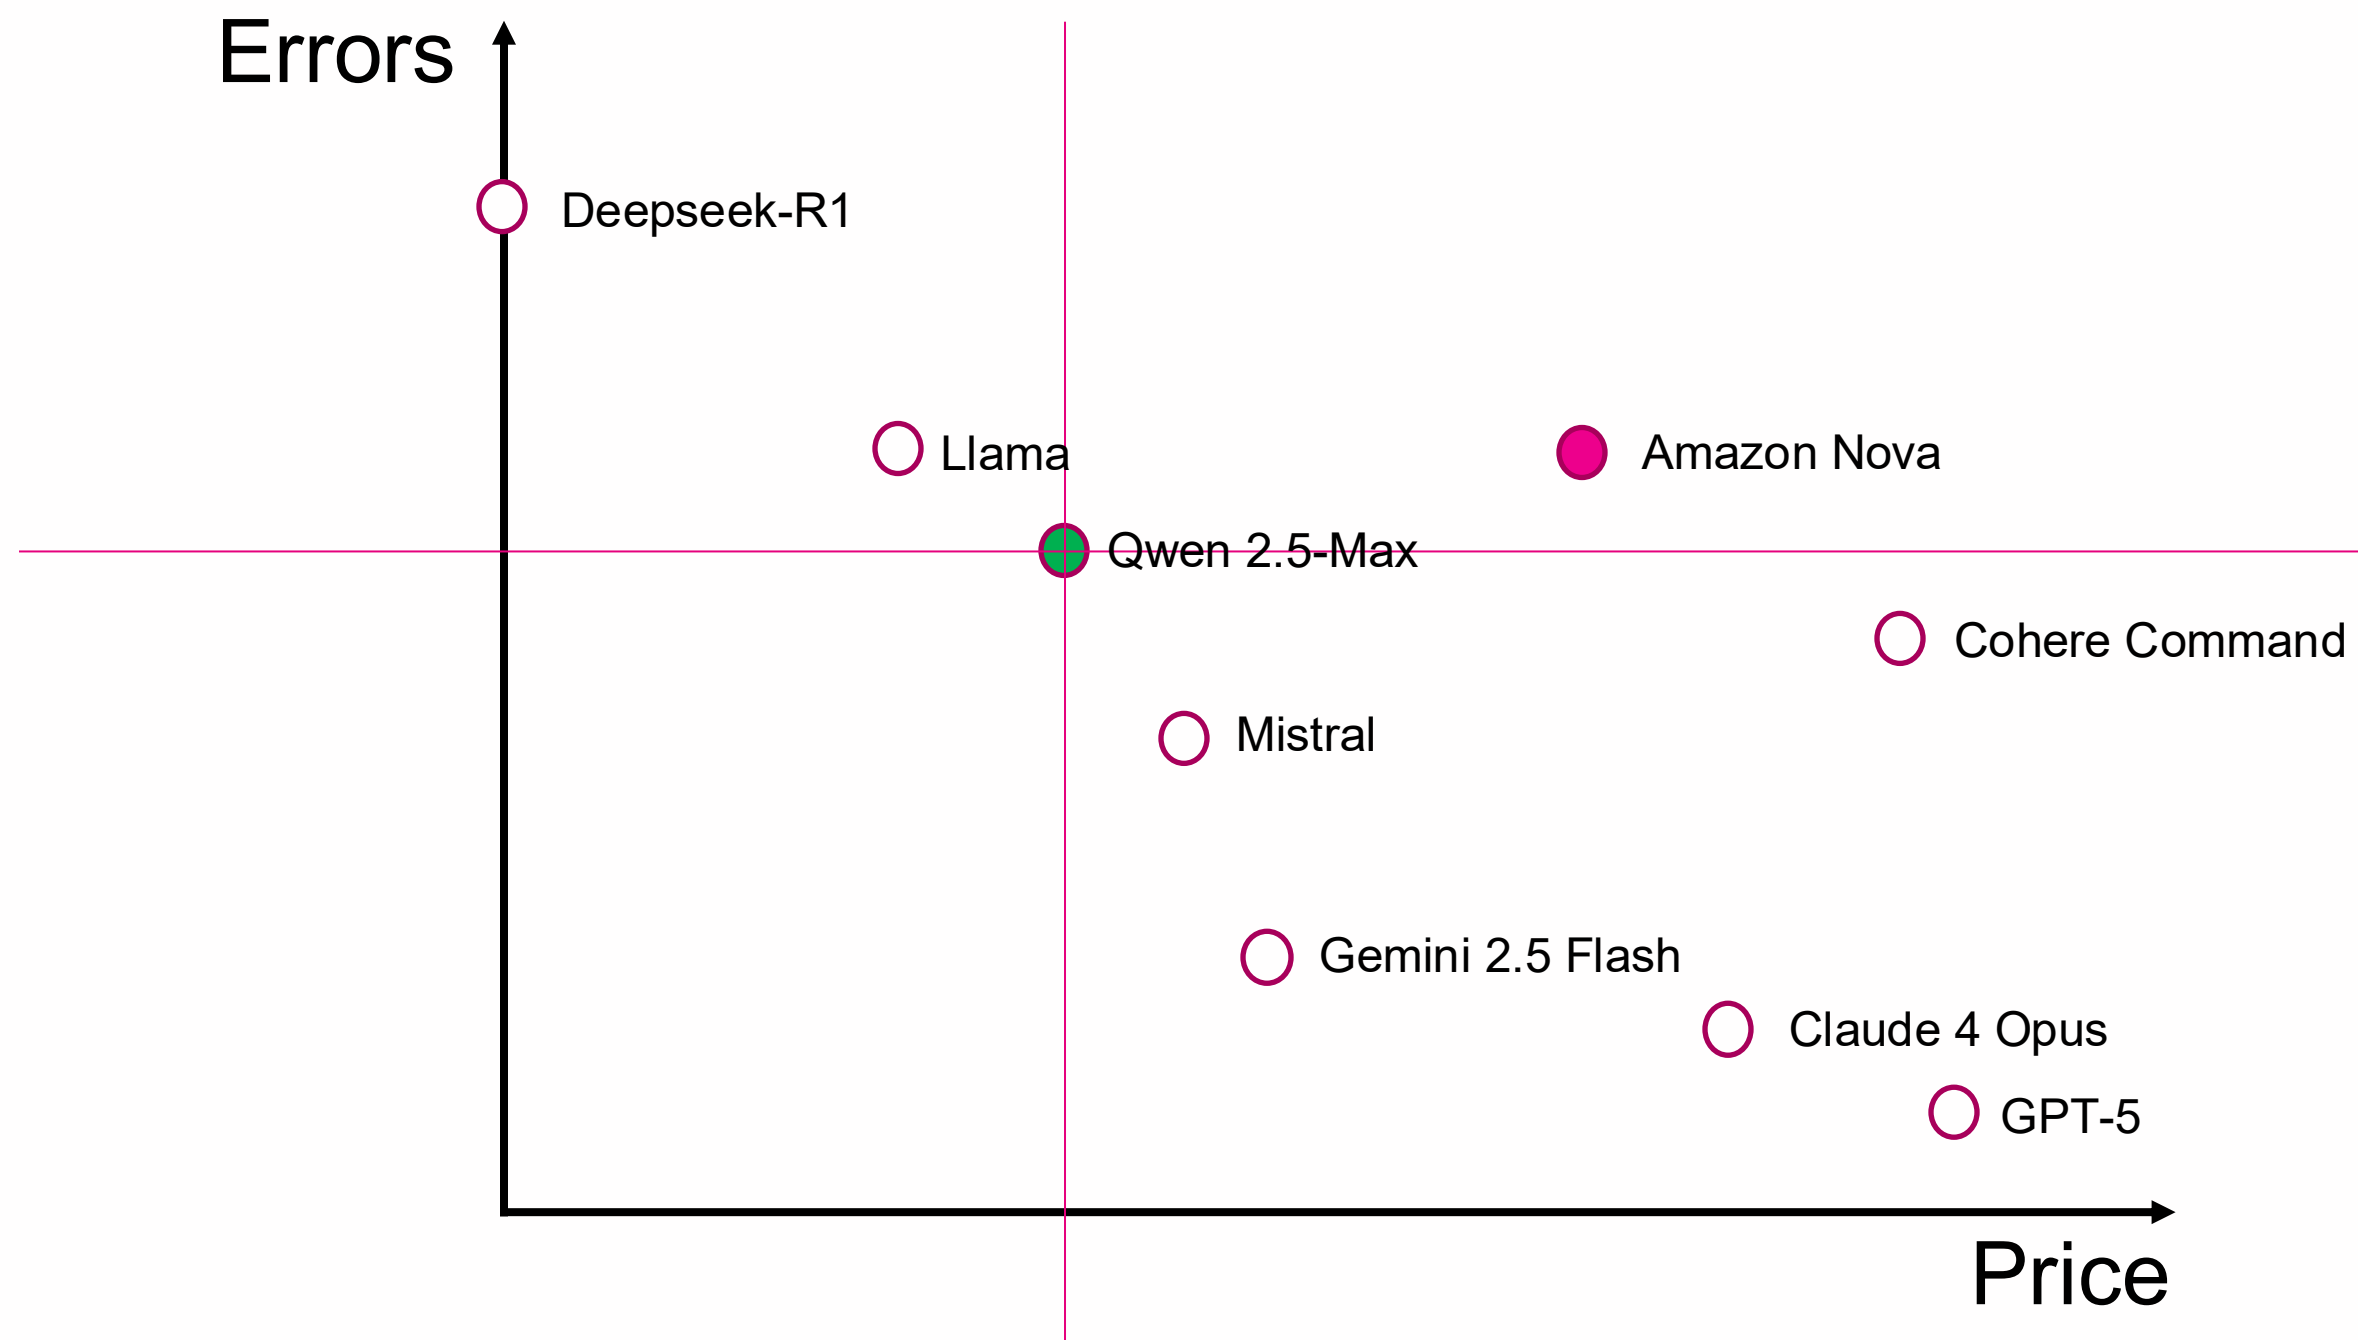 Errors
Deepseek-R1
Llama
Amazon Nova
Qwen 2.5-Max
Cohere Command
Mistral
Gemini 2.5 Flash
Claude 4 Opus
GPT-5
Price